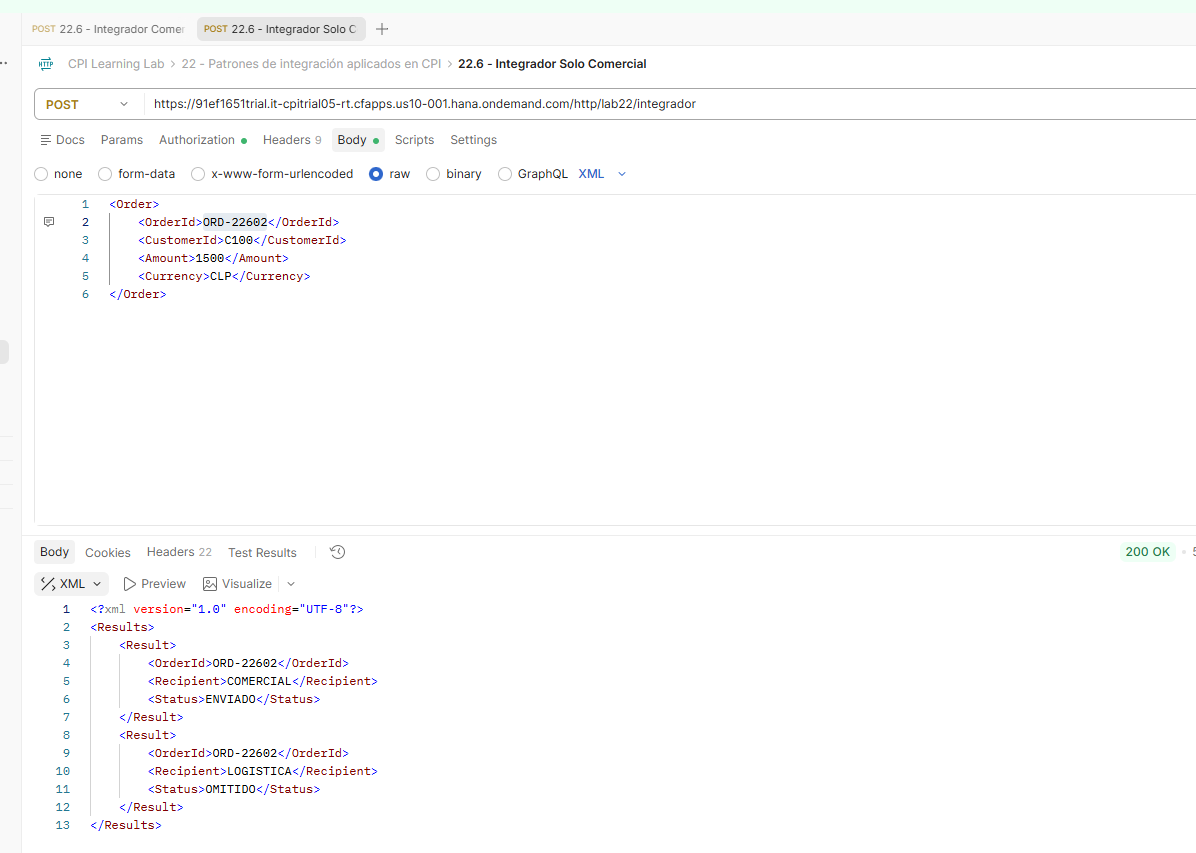 POST 22.6 - Integrador Comer
POST 22.6 - Integrador Solo C
HTTP CPI Learning Lab > 22 - Patrones de integración aplicados en CPI > 22.6 - Integrador Solo Comercial
POST https://91ef1651trial.it-cpitrial05-rt.cfapps.us10-001.hana.ondemand.com/http/lab22/integrador
Docs Params Authorization Headers 9 Body Scripts Settings
none form-data x-www-form-urlencoded raw binary GraphQL XML
1 <Order>
2 <OrderId>ORD-22602</OrderId>
3 <CustomerId>C100</CustomerId>
4 <Amount>1500</Amount>
5 <Currency>CLP</Currency>
6 </Order>
Body Cookies Headers 22 Test Results 200 OK
XML Preview Visualize
1 <?xml version="1.0" encoding="UTF-8"?>
2 <Results>
3 <Result>
4 <OrderId>ORD-22602</OrderId>
5 <Recipient>COMERCIAL</Recipient>
6 <Status>ENVIADO</Status>
7 </Result>
8 <Result>
9 <OrderId>ORD-22602</OrderId>
10 <Recipient>LOGISTICA</Recipient>
11 <Status>OMITIDO</Status>
12 </Result>
13 </Results>